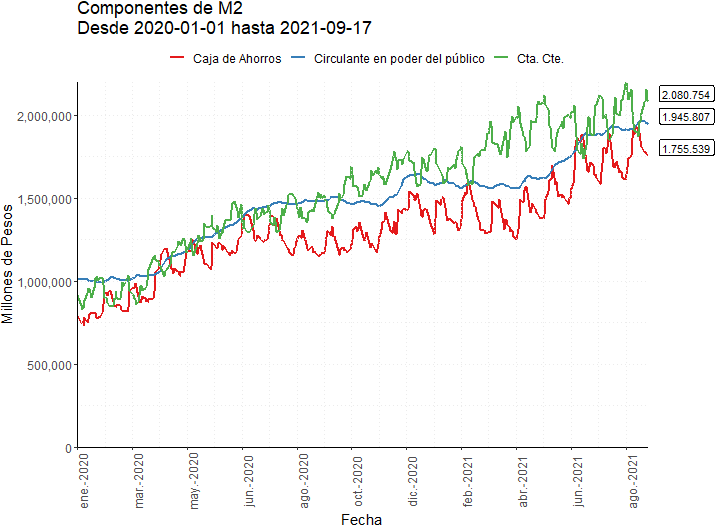 Componentes de M2
Desde 2020-01-01 hasta 2021-09-17
Caja de Ahorros Circulante en poder del público Cta. Cte.
Millones de Pesos
2,000,000
1,500,000
1,000,000
500,000
0
2.080.754
1.945.807
1.755.539
ene.-2020
mar.-2020
may.-2020
jun.-2020
ago.-2020
oct.-2020
dic.-2020
feb.-2021
abr.-2021
jun.-2021
ago.-2021
Fecha